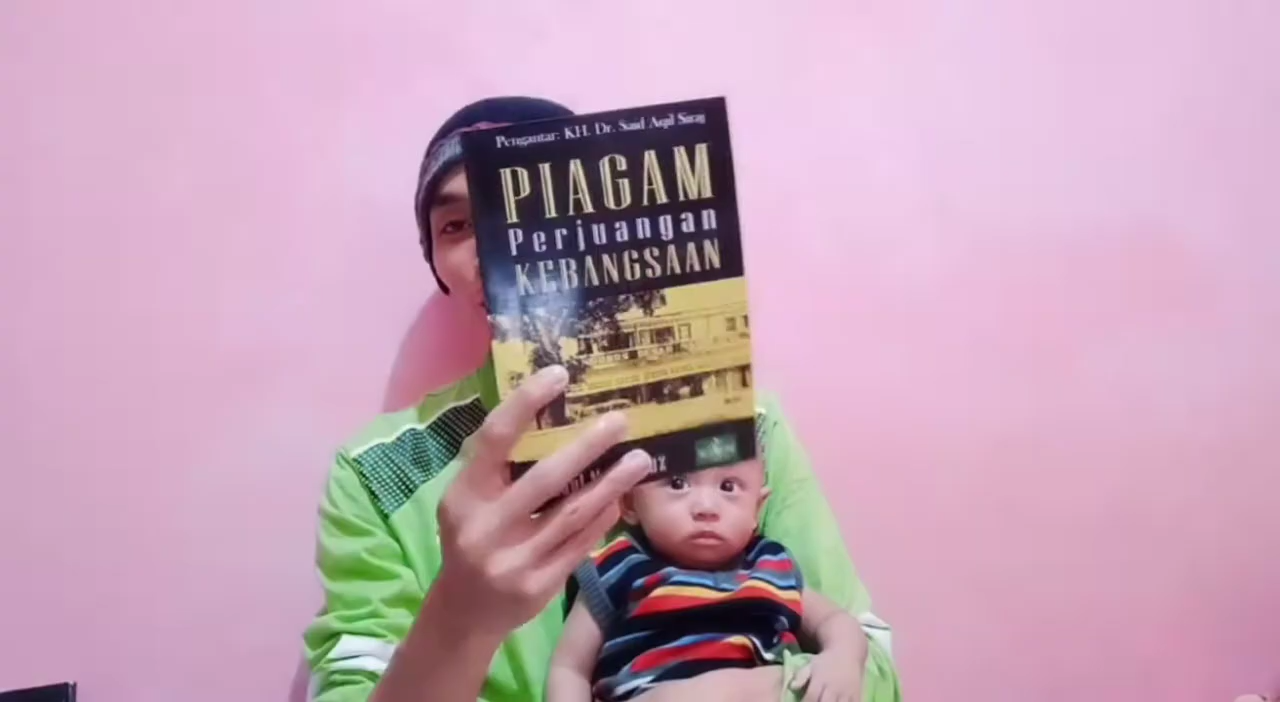 Pengantar: KH. Dr. Said Aqil Siraj
PIAGAM
Perjuangan
KEBANGSAAN